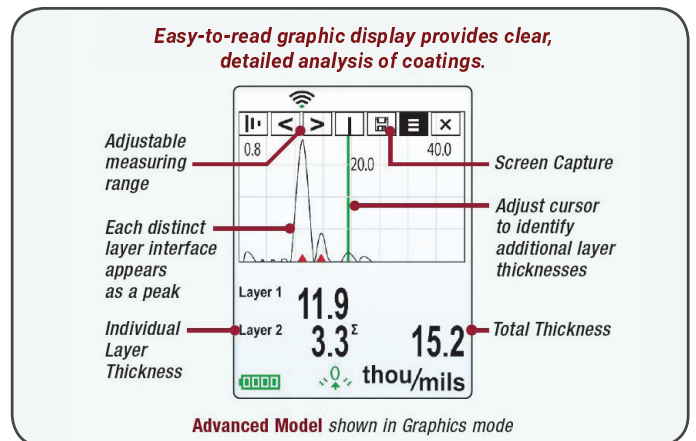 Easy-to-read graphic display provides clear,
detailed analysis of coatings.
0.8
20.0
40.0
Adjustable
measuring
range
Screen Capture
Each distinct
layer interface
appears
as a peak
Adjust cursor
to identify
additional layer
thicknesses
Layer 1 11.9
Individual
Layer
Thickness
Layer 2 3.3 Σ 15.2
Total Thickness
thou/mils
Advanced Model shown in Graphics mode